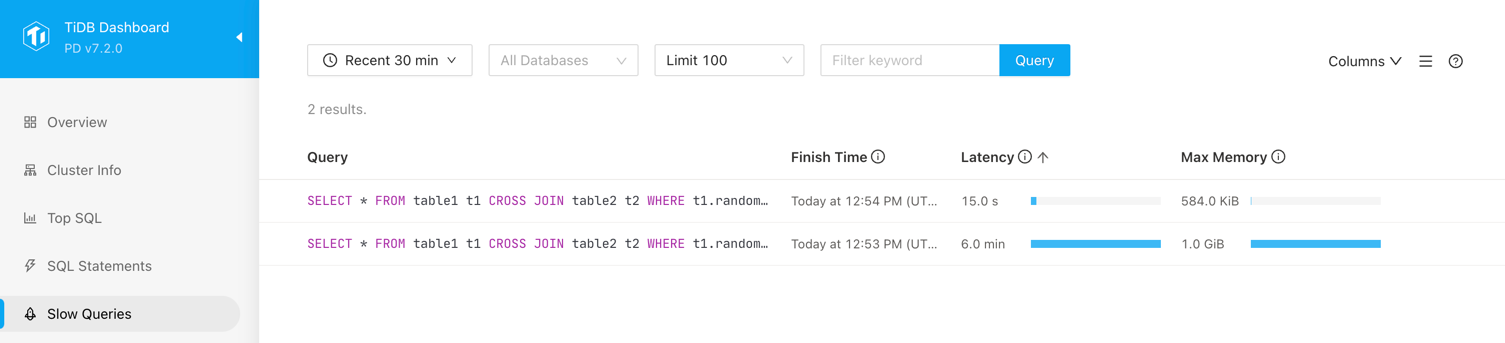 TiDB Dashboard
PD v7.2.0
Overview
Cluster Info
Top SQL
SQL Statements
Slow Queries
Recent 30 min All Databases Limit 100 Filter keyword Query Columns
2 results.
Query Finish Time Latency Max Memory
SELECT * FROM table1 t1 CROSS JOIN table2 t2 WHERE t1.random… Today at 12:54 PM (UT… 15.0 s 584.0 KiB
SELECT * FROM table1 t1 CROSS JOIN table2 t2 WHERE t1.random… Today at 12:53 PM (UT… 6.0 min 1.0 GiB